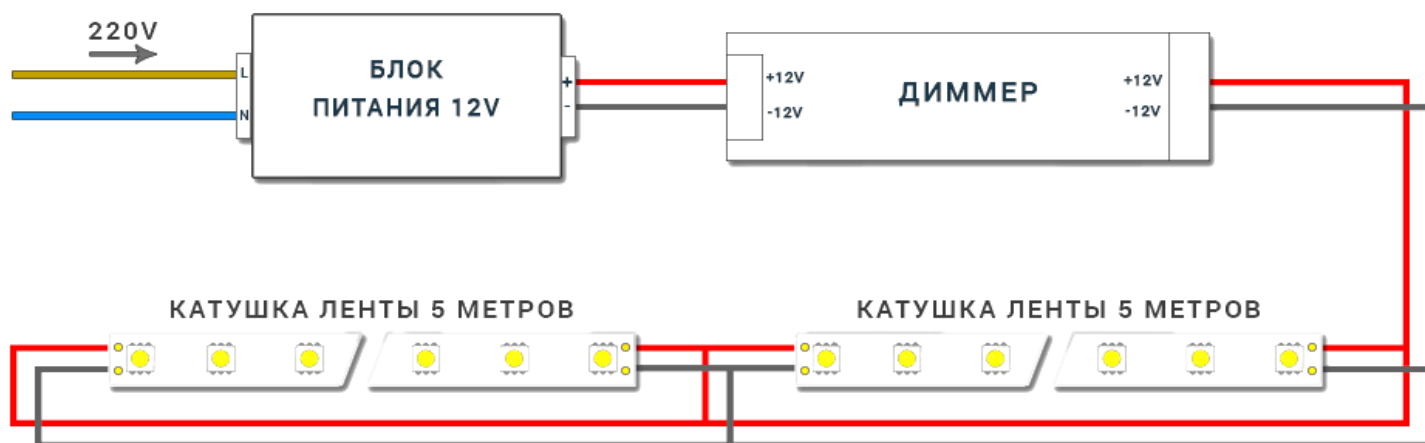 220V
L
N
БЛОК
ПИТАНИЯ 12V
+
-
+12V
-12V
ДИММЕР
+12V
-12V
КАТУШКА ЛЕНТЫ 5 МЕТРОВ
КАТУШКА ЛЕНТЫ 5 МЕТРОВ